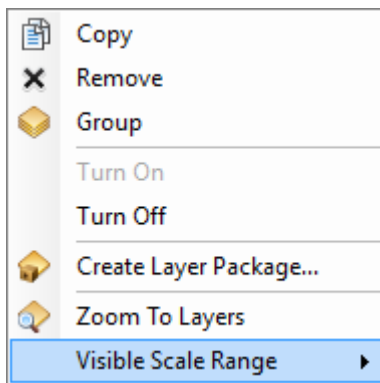 Copy
Remove
Group
Turn On
Turn Off
Create Layer Package...
Zoom To Layers
Visible Scale Range